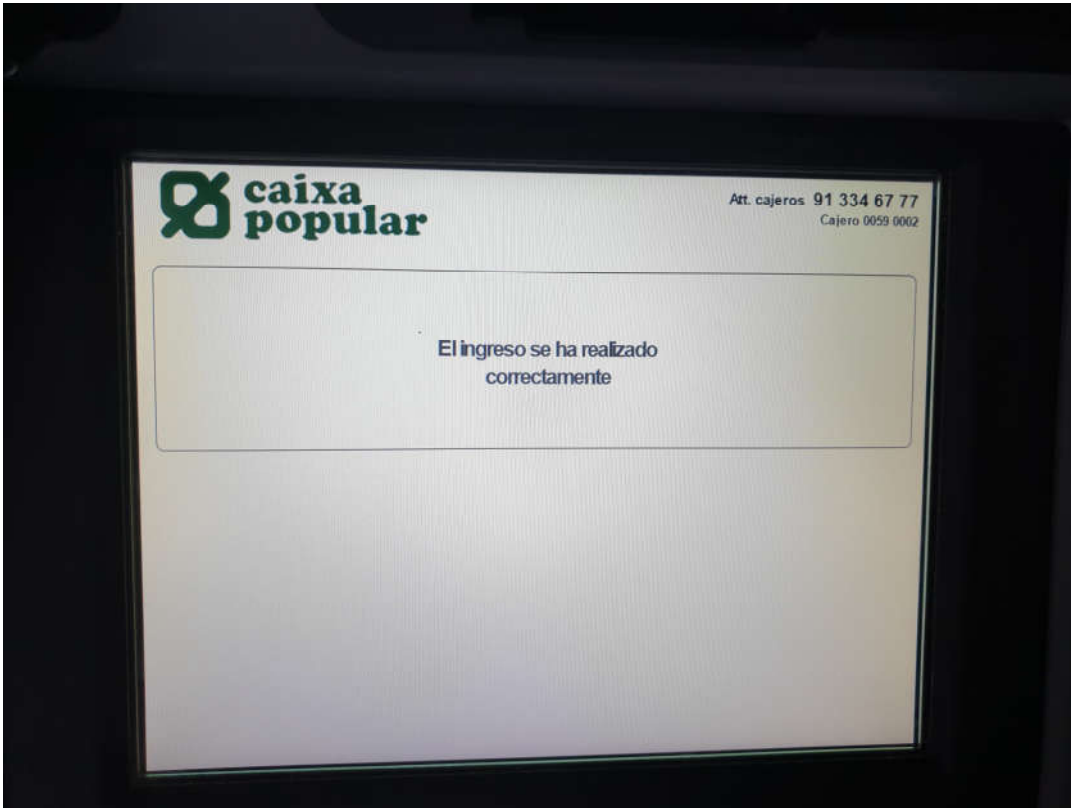 caixa
popular
Att. cajeros 91 334 67 77
Cajero 0059 0002
El ingreso se ha realizado
correctamente